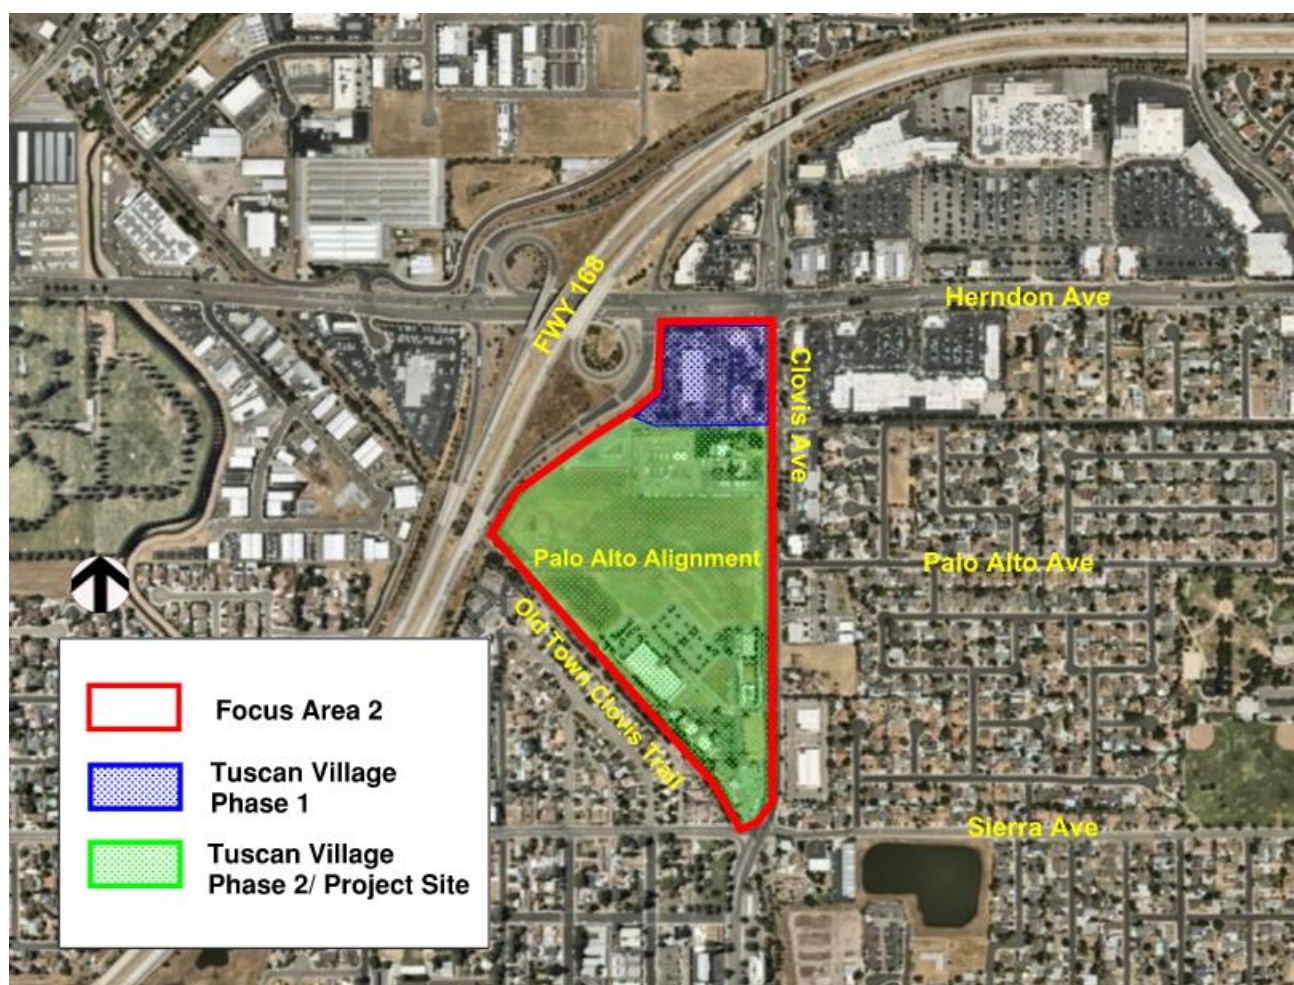 Herndon Ave
FWY 168
Clovis Ave
Palo Alto Alignment
Palo Alto Ave
Old Town Clovis Trail
Sierra Ave
Focus Area 2
Tuscan Village
Phase 1
Tuscan Village
Phase 2/ Project Site